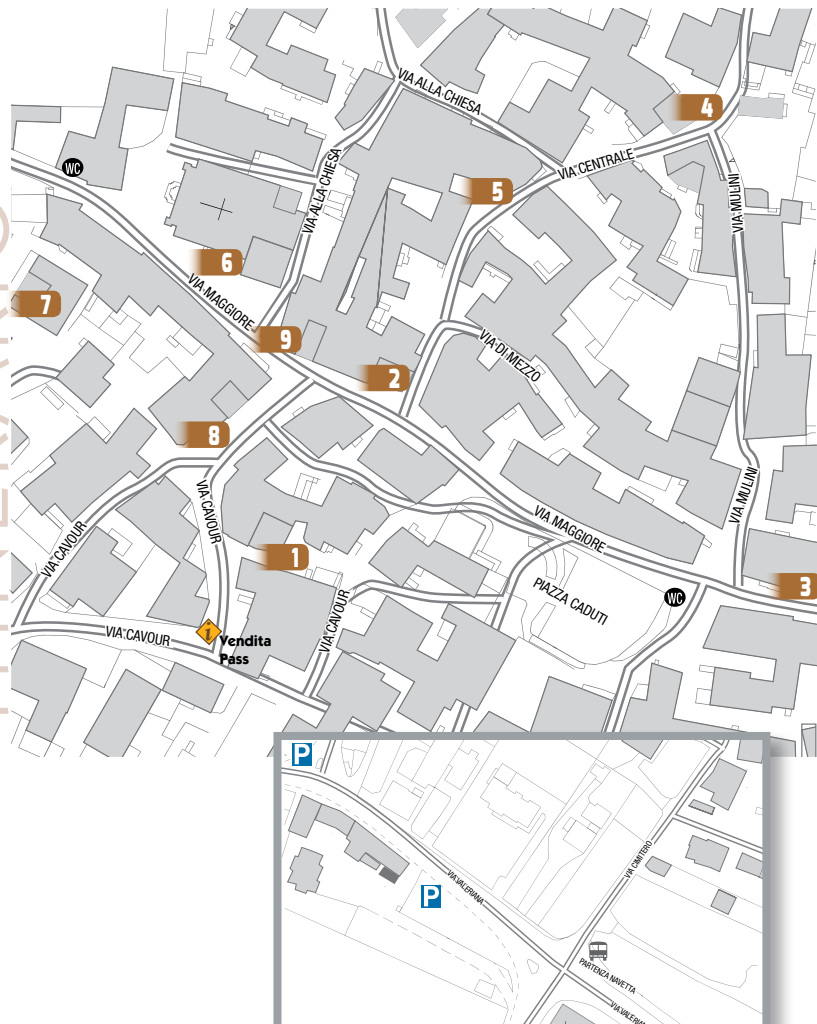 VIA ALLA CHIESA
4
VIA CENTRALE
WC
VIA ALLA CHIESA
5
VIA MULINI
6
7
VIA MAGGIORE
9
VIA DI MEZZO
2
8
VIA CAVOUR
VIA MULINI
VIA MAGGIORE
VIA CAVOUR
1
3
PIAZZA CADUTI
WC
VIA CAVOUR
VIA CAVOUR
i
Vendita
Pass
P
VIA CIMITERO
VIA VALERIANA
P
PARTENZA NAVETTA